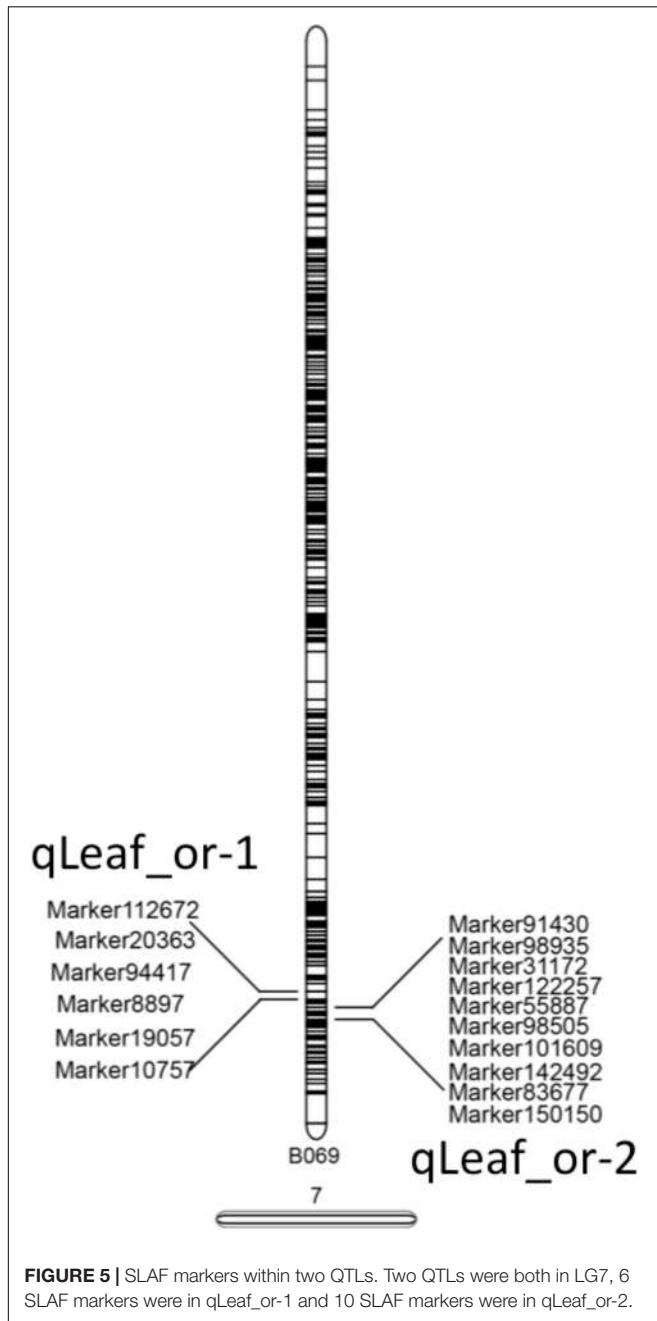 qLeaf_or-1
Marker112672
Marker20363
Marker94417
Marker8897
Marker19057
Marker10757
Marker91430
Marker98935
Marker31172
Marker122257
Marker55887
Marker98505
Marker101609
Marker142492
Marker83677
Marker150150
qLeaf_or-2
B069
7
FIGURE 5 | SLAF markers within two QTLs. Two QTLs were both in LG7, 6
SLAF markers were in qLeaf_or-1 and 10 SLAF markers were in qLeaf_or-2.